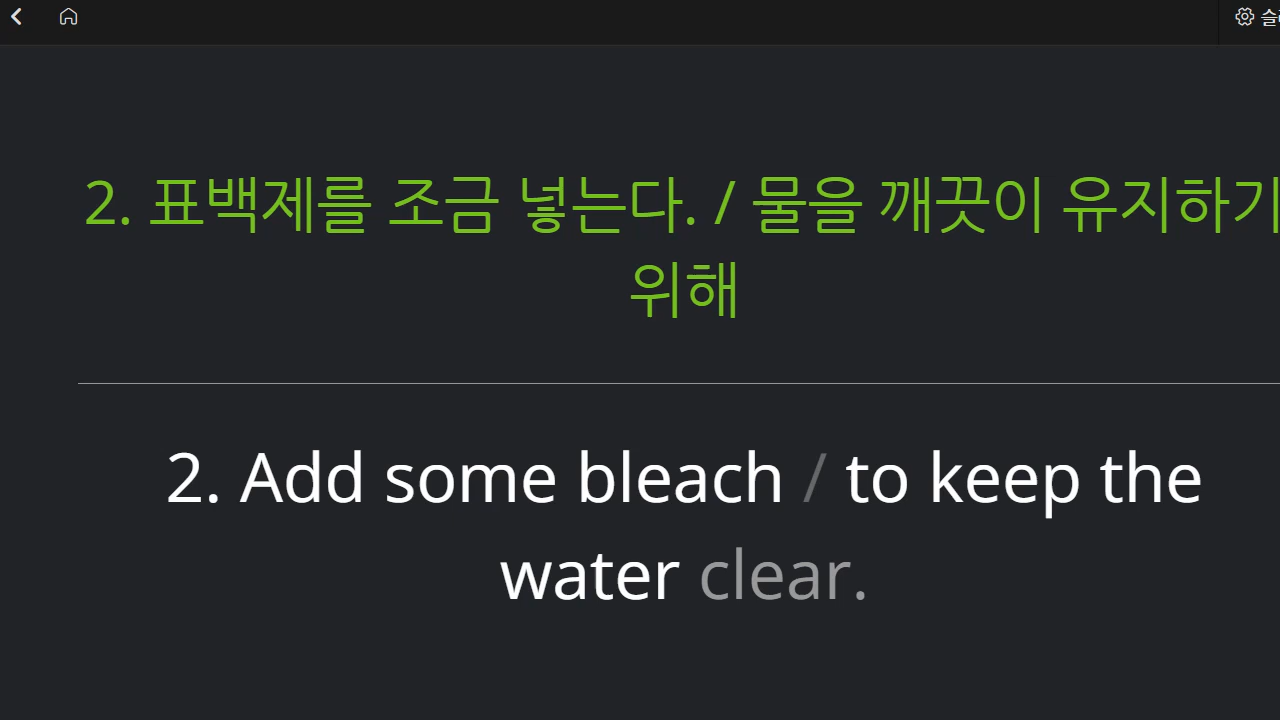 2. 표백제를 조금 넣는다. / 물을 깨끗이 유지하기
위해
2. Add some bleach / to keep the
water clear.